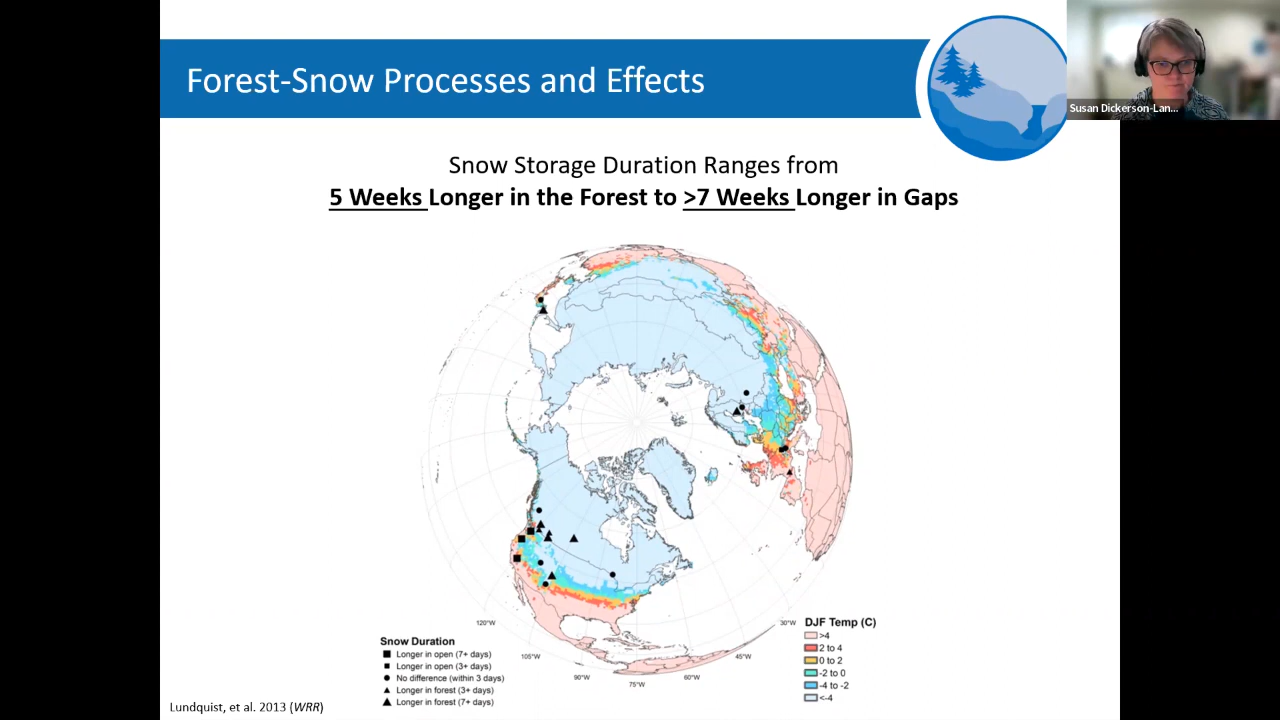 Forest-Snow Processes and Effects
Susan Dickerson-Lan...
Snow Storage Duration Ranges from
5 Weeks Longer in the Forest to >7 Weeks Longer in Gaps
120°W
105°W
90°W
75°W
60°W
45°W
30°W
Snow Duration
Longer in open (7+ days)
Longer in open (3+ days)
No difference (within 3 days)
Longer in forest (3+ days)
Longer in forest (7+ days)
DJF Temp (C)
>4
2 to 4
0 to 2
-2 to 0
-4 to -2
<-4
Lundquist, et al. 2013 (WRR)